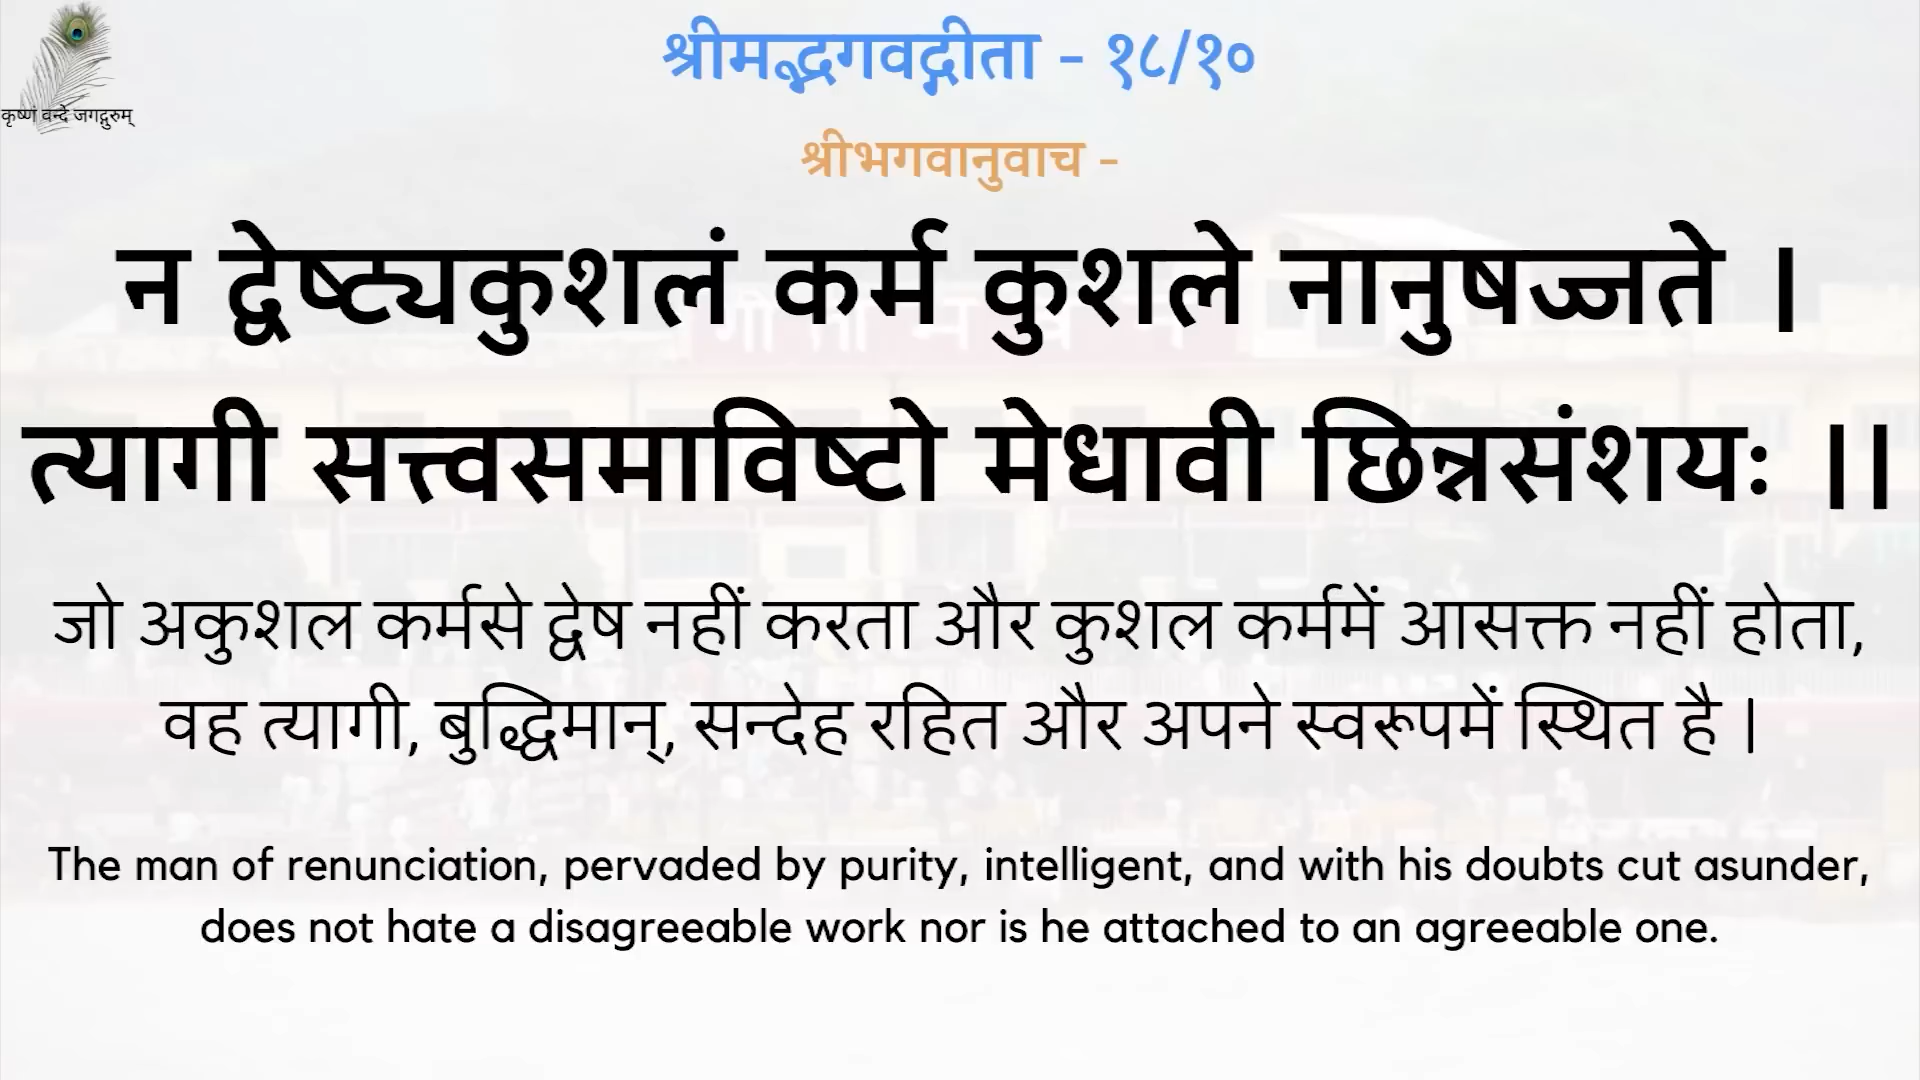 श्रीमद्भगवद्गीता - १८/१०
कृष्णं वन्दे जगद्गुरुम्
श्रीभगवानुवाच -
न द्वेष्ट्यकुशलं कर्म कुशले नानुषज्जते ।
त्यागी सत्त्वसमाविष्टो मेधावी छिन्नसंशयः ।।
जो अकुशल कर्मसे द्वेष नहीं करता और कुशल कर्ममें आसक्त नहीं होता,
वह त्यागी, बुद्धिमान्, सन्देह रहित और अपने स्वरूपमें स्थित है ।
The man of renunciation, pervaded by purity, intelligent, and with his doubts cut asunder,
does not hate a disagreeable work nor is he attached to an agreeable one.